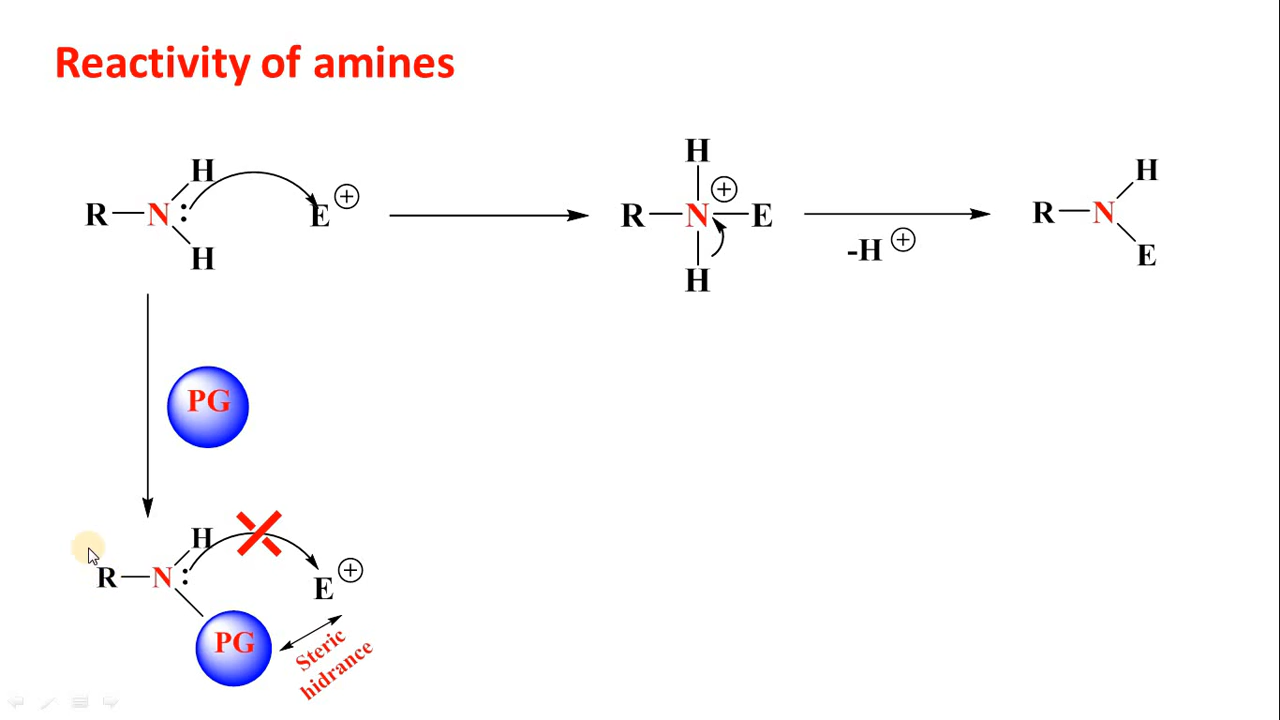 Reactivity of amines
H
R N : E +
H
H
+
R N E
H
-H +
H
R N
E
PG
H
R N : E +
PG
Steric
hidrance